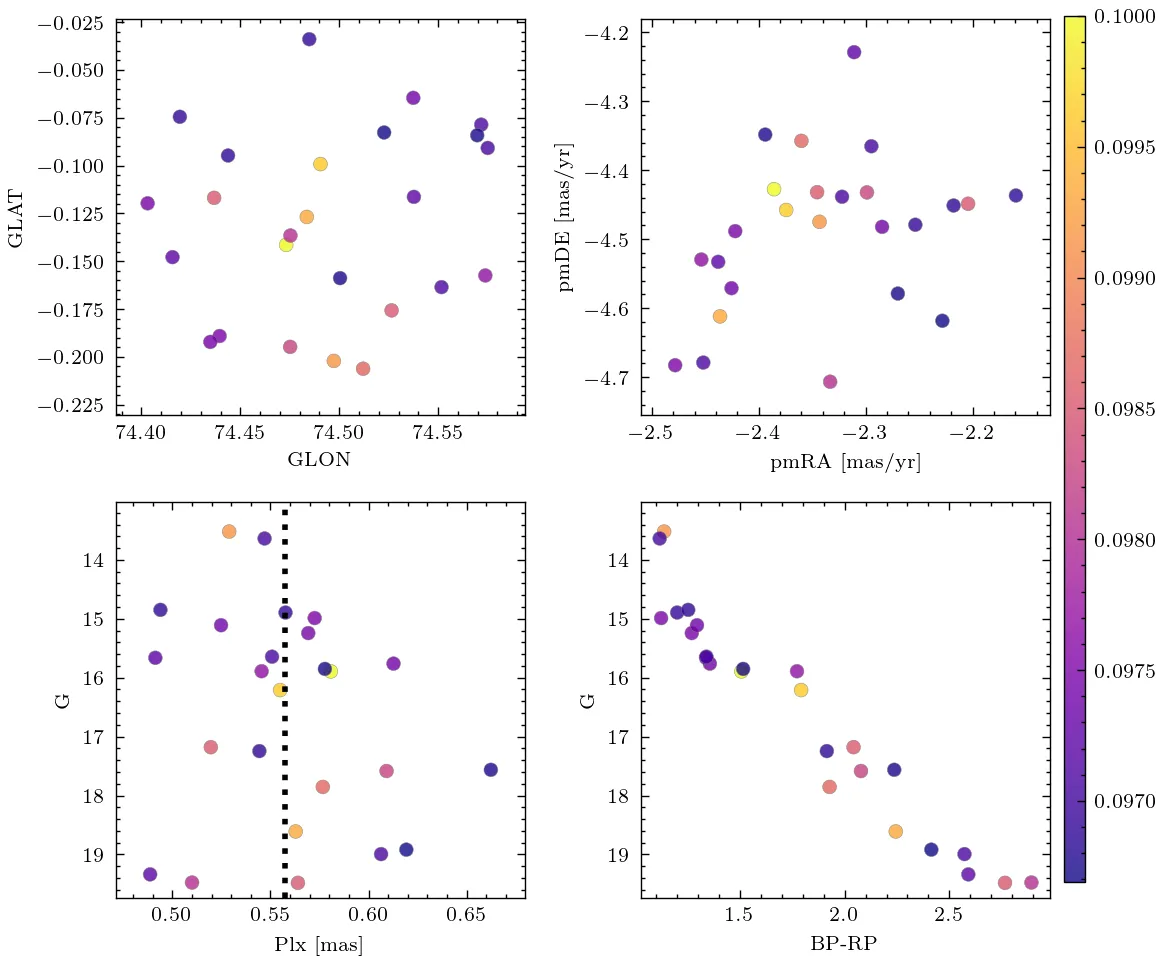 −0.025
−0.050
−0.075
−0.100
−0.125
−0.150
−0.175
−0.200
−0.225
GLAT
74.40 74.45 74.50 74.55
GLON
−4.2
−4.3
−4.4
−4.5
−4.6
−4.7
pmDE [mas/yr]
−2.5 −2.4 −2.3 −2.2
pmRA [mas/yr]
14
15
16
17
18
19
G
0.50 0.55 0.60 0.65
Plx [mas]
14
15
16
17
18
19
G
1.5 2.0 2.5
BP-RP
0.1000
0.0995
0.0990
0.0985
0.0980
0.0975
0.0970